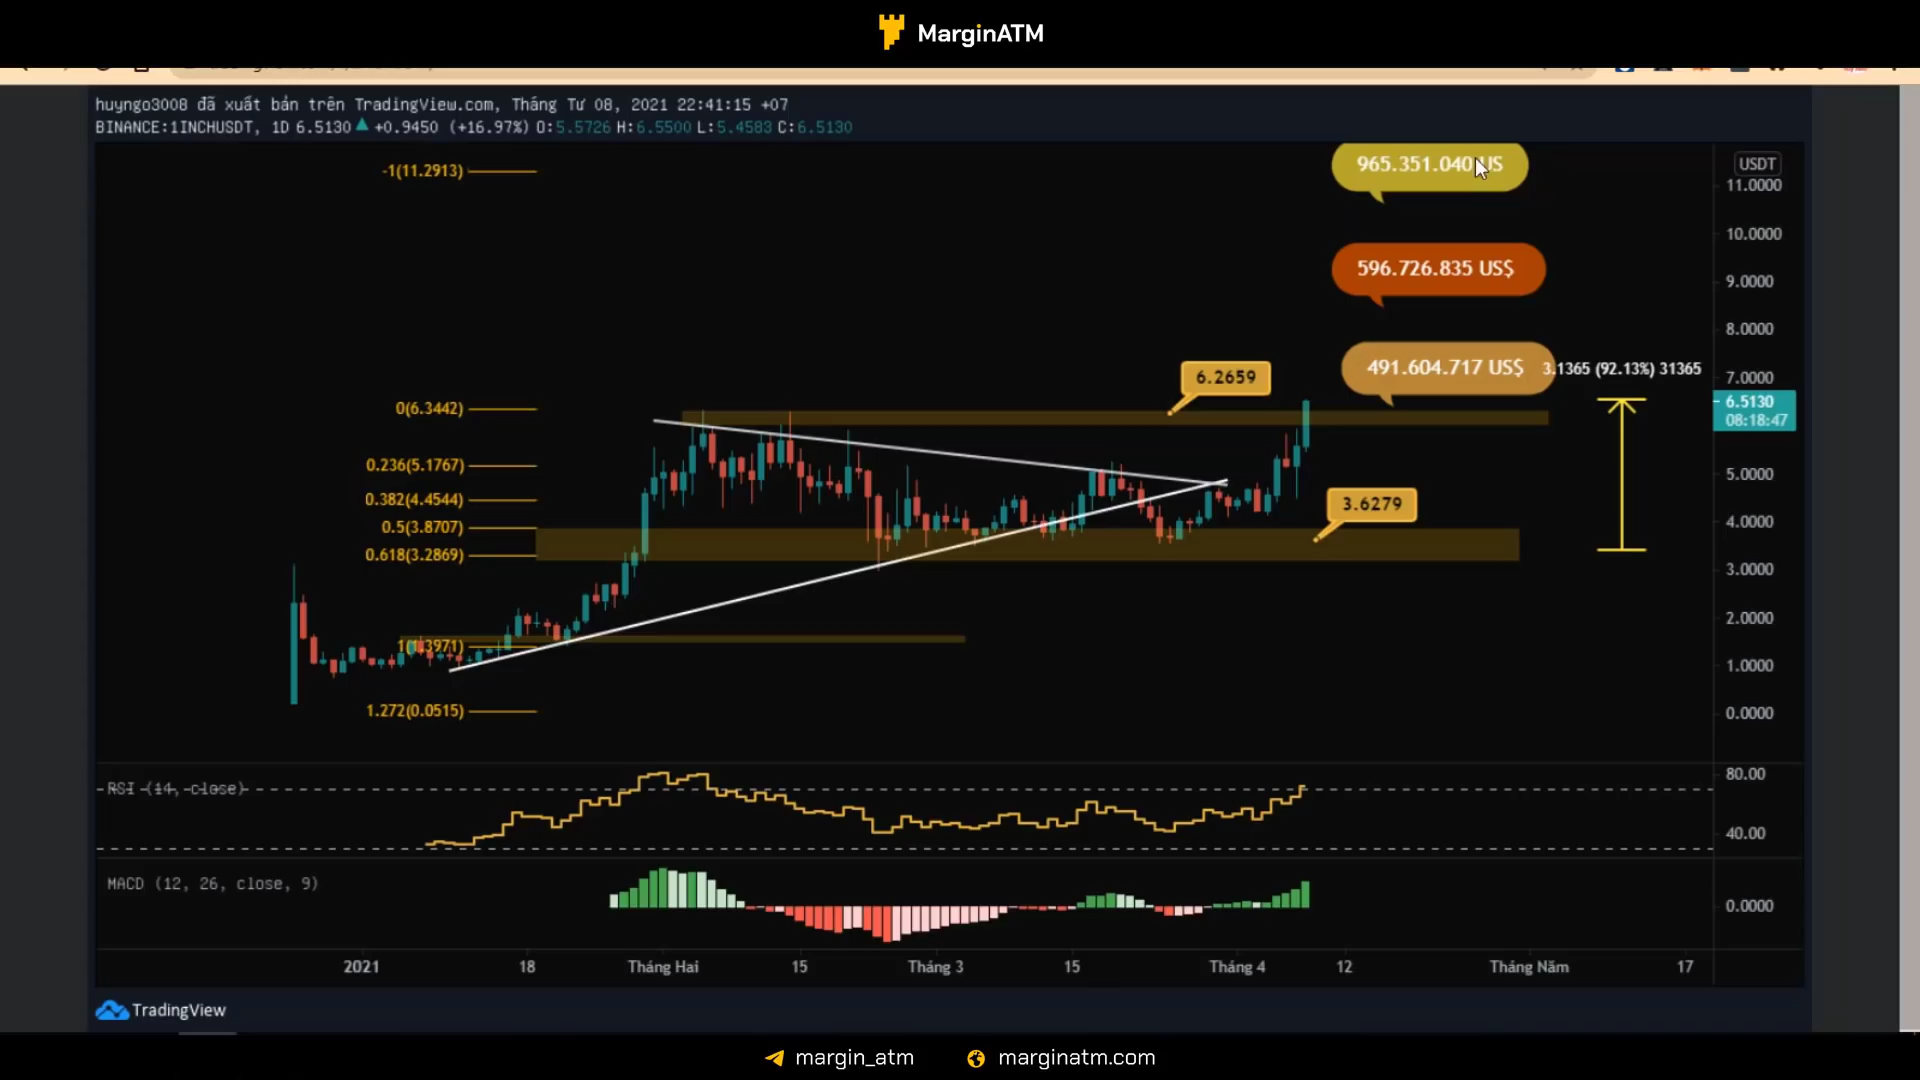 MarginATM
huyngo3008 đã xuất bản trên TradingView.com, Tháng Tư 08, 2021 22:41:15 +07
BINANCE:1INCHUSDT, 1D 6.5130 ▲ +0.9450 (+16.97%) O:5.5726 H:6.5500 L:5.4583 C:6.5130
-1(11.2913)
965.351.040 US
USDT
11.0000
10.0000
596.726.835 US$
9.0000
8.0000
491.604.717 US$
3.1365 (92.13%) 31365
7.0000
6.2659
0(6.3442)
6.5130
08:18:47
0.236(5.1767)
5.0000
0.382(4.4544)
3.6279
0.5(3.8707)
4.0000
0.618(3.2869)
3.0000
2.0000
1(1.3971)
1.0000
1.272(0.0515)
0.0000
RSI (14, close)
80.00
40.00
MACD (12, 26, close, 9)
0.0000
2021
18
Tháng Hai
15
Tháng 3
15
Tháng 4
12
Tháng Năm
17
TradingView
margin_atm
marginatm.com